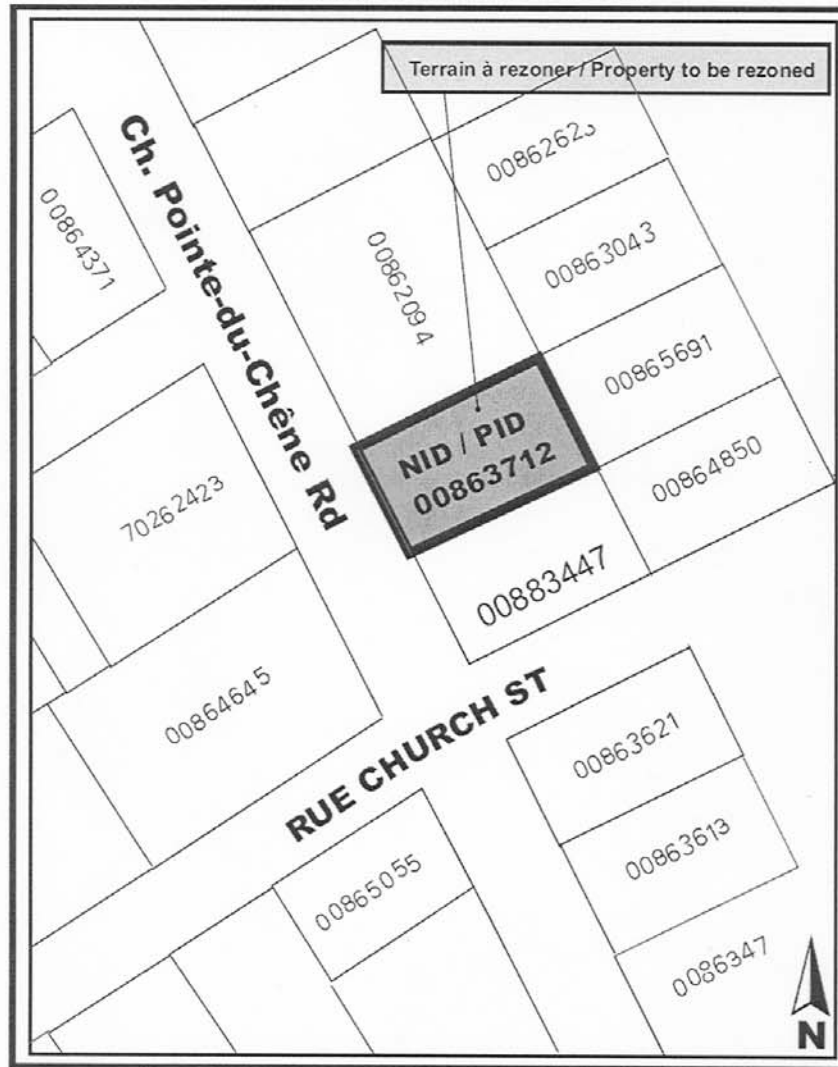 Terrain à rezoner / Property to be rezoned
00862623
00864371
Ch. Pointe-du-Chêne Rd
00863043
00862094
00865691
NID / PID
00863712
00864850
70262423
00883447
00864645
RUE CHURCH ST
00863621
00863613
00865055
0086347
N